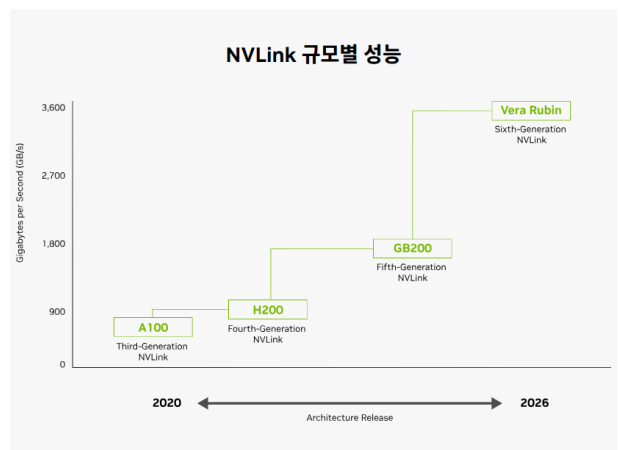 NVLink 규모별 성능
Gigabytes per Second (GB/s)
3,600
2,700
1,800
900
0
Vera Rubin
Sixth-Generation
NVLink
GB200
Fifth-Generation
NVLink
H200
Fourth-Generation
NVLink
A100
Third-Generation
NVLink
2020
2026
Architecture Release